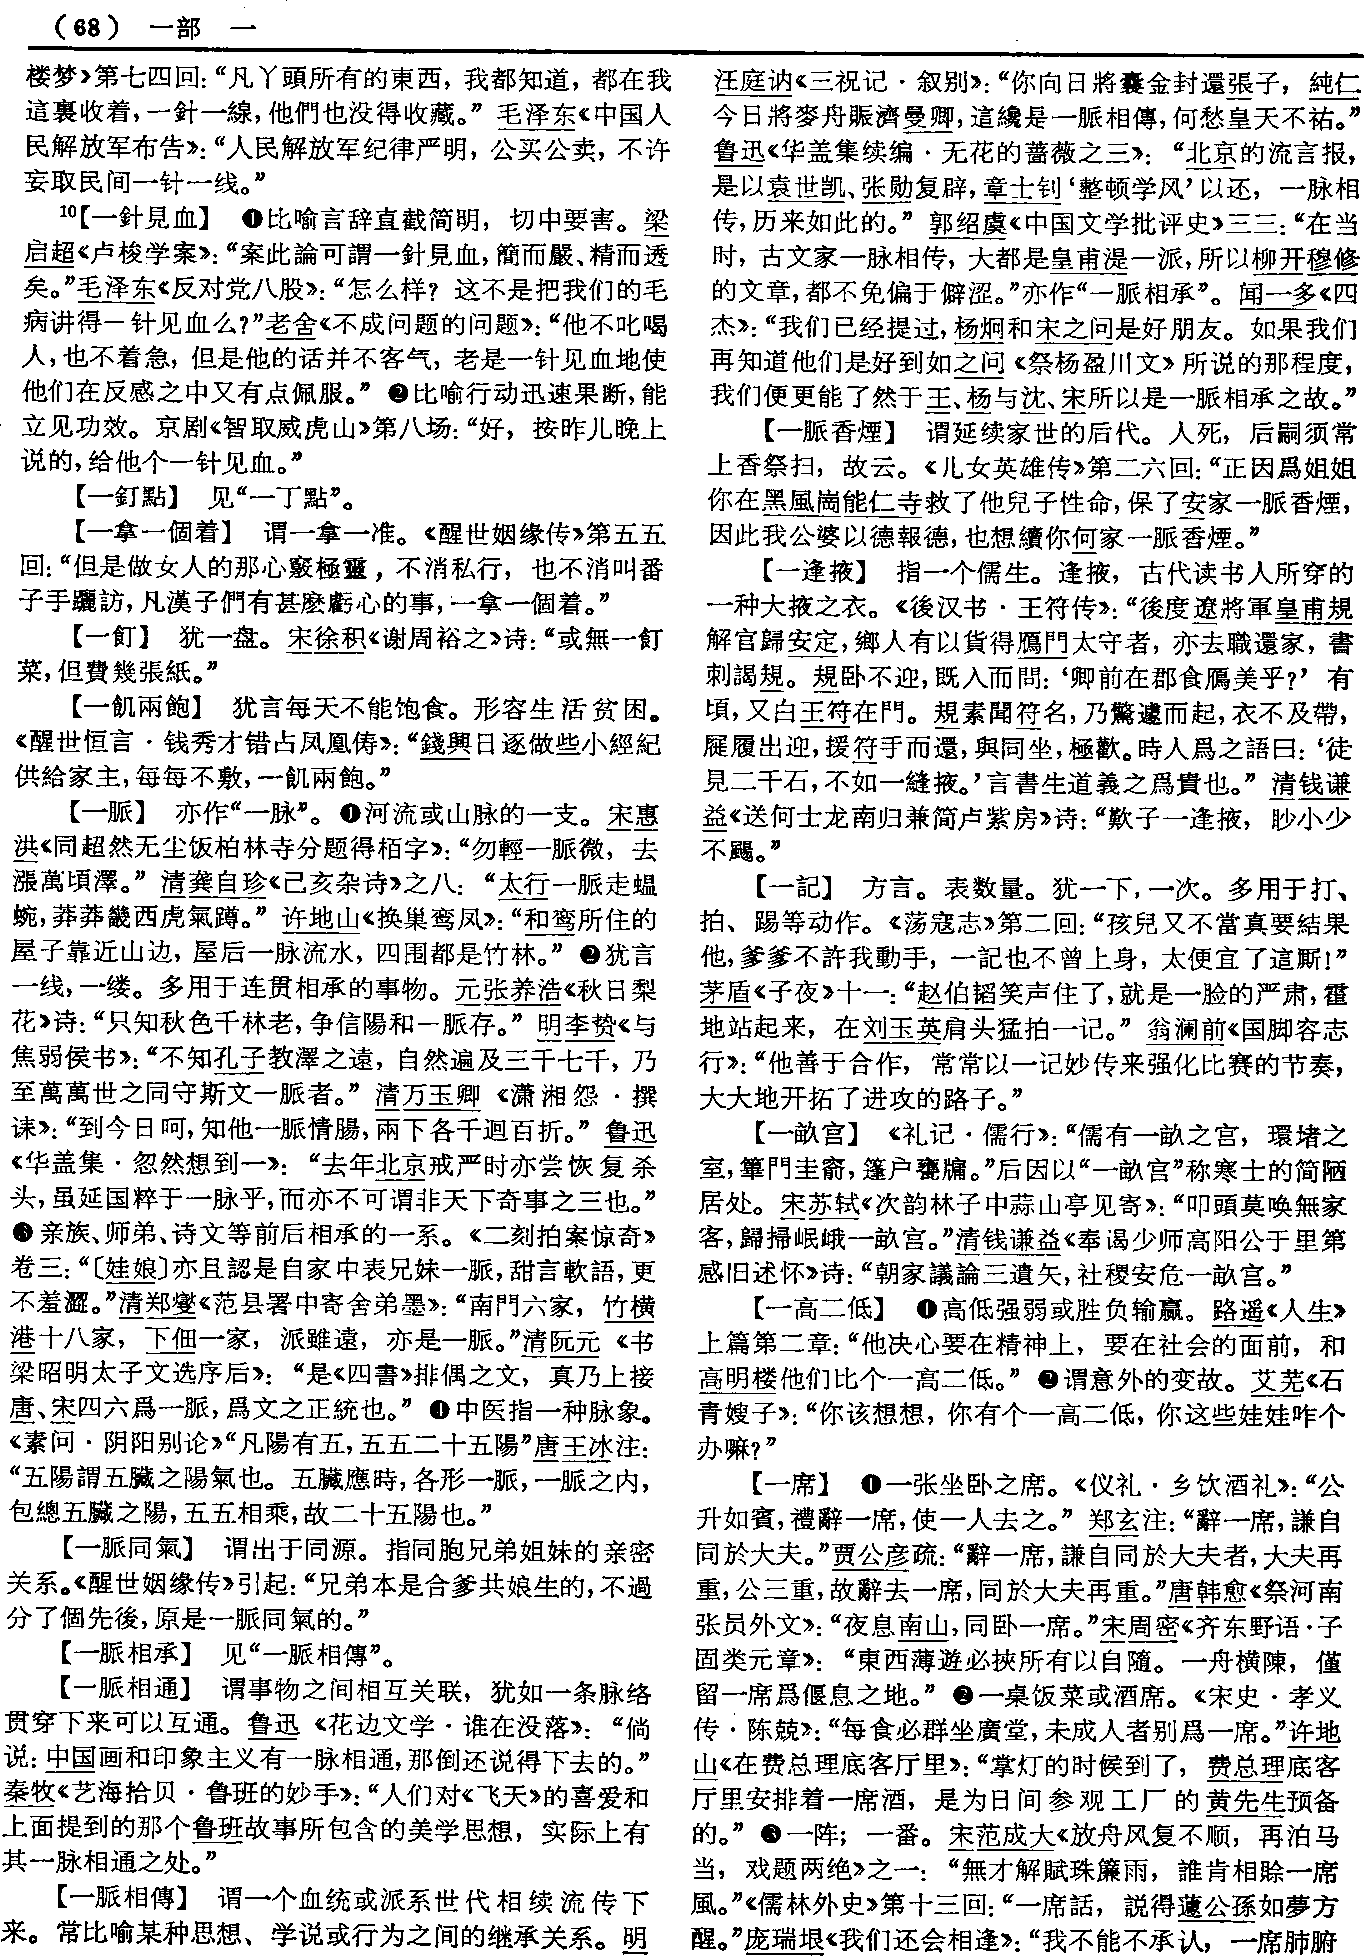 (68) 一部 一
楼梦》第七四回：“凡丫頭所有的東西，我都知道，都在我
這裏收着，一針一線，他們也没得收藏。”毛泽东《中国人
民解放军布告》：“人民解放军纪律严明，公买公卖，不许
妄取民间一针一线。”
10【一針見血】 ❶比喻言辞直截简明，切中要害。梁
启超《卢梭学案》：“案此論可謂一針見血，簡而嚴、精而透
矣。”毛泽东《反对党八股》：“怎么样？这不是把我们的毛
病讲得一针见血么？”老舍《不成问题的问题》：“他不叱喝
人，也不着急，但是他的话并不客气，老是一针见血地使
他们在反感之中又有点佩服。”❷比喻行动迅速果断，能
立见功效。京剧《智取威虎山》第八场：“好，按昨儿晚上
说的，给他个一针见血。”
【一釘點】 见“一丁點”。
【一拿一個着】 谓一拿一准。《醒世姻缘传》第五五
回：“但是做女人的那心竅極靈，不消私行，也不消叫番
子手躧訪，凡漢子們有甚麽虧心的事，一拿一個着。”
【一飣】 犹一盘。宋徐积《谢周裕之》诗：“或無一飣
菜，但費幾張紙。”
【一飢兩飽】 犹言每天不能饱食。形容生活贫困。
《醒世恒言·钱秀才错占凤凰俦》：“錢興日逐做些小經紀
供給家主，每每不敷，一飢兩飽。”
【一脈】 亦作“一脉”。❶河流或山脉的一支。宋惠
洪《同超然无尘饭柏林寺分题得栢字》：“勿輕一脈微，去
漲萬頃澤。”清龚自珍《己亥杂诗》之八：“太行一脈走蝹
蜿，莽莽畿西虎氣蹲。”许地山《换巢鸾凤》：“和鸾所住的
屋子靠近山边，屋后一脉流水，四围都是竹林。”❷犹言
一线，一缕。多用于连贯相承的事物。元张养浩《秋日梨
花》诗：“只知秋色千林老，争信陽和一脈存。”明李贽《与
焦弱侯书》：“不知孔子教澤之遠，自然遍及三千七千，乃
至萬萬世之同守斯文一脈者。”清万玉卿《潇湘怨·撰
诔》：“到今日呵，知他一脈情腸，兩下各千迴百折。”鲁迅
《华盖集·忽然想到一》：“去年北京戒严时亦尝恢复杀
头，虽延国粹于一脉乎，而亦不可谓非天下奇事之三也。”
❸亲族、师弟、诗文等前后相承的一系。《二刻拍案惊奇》
卷三：“〔娃娘〕亦且認是自家中表兄妹一脈，甜言軟語，更
不羞澀。”清郑燮《范县署中寄舍弟墨》：“南門六家，竹橫
港十八家，下佃一家，派雖遠，亦是一脈。”清阮元《书
梁昭明太子文选序后》：“是《四書》排偶之文，真乃上接
唐、宋四六爲一脈，爲文之正統也。”❹中医指一种脉象。
《素问·阴阳别论》“凡陽有五，五五二十五陽”唐王冰注：
“五陽謂五臟之陽氣也。五臟應時，各形一脈，一脈之内，
包總五臟之陽，五五相乘，故二十五陽也。”
【一脈同氣】 谓出于同源。指同胞兄弟姐妹的亲密
关系。《醒世姻缘传》引起：“兄弟本是合爹共娘生的，不過
分了個先後，原是一脈同氣的。”
【一脈相承】 见“一脈相傳”。
【一脈相通】 谓事物之间相互关联，犹如一条脉络
贯穿下来可以互通。鲁迅《花边文学·谁在没落》：“倘
说：中国画和印象主义有一脉相通，那倒还说得下去的。”
秦牧《艺海拾贝·鲁班的妙手》：“人们对《飞天》的喜爱和
上面提到的那个鲁班故事所包含的美学思想，实际上有
其一脉相通之处。”
【一脈相傳】 谓一个血统或派系世代相续流传下
来。常比喻某种思想、学说或行为之间的继承关系。明
汪庭讷《三祝记·叙别》：“你向日將囊金封還張子，純仁
今日將麥舟賑濟曼卿，這纔是一脈相傳，何愁皇天不祐。”
鲁迅《华盖集续编·无花的蔷薇之三》：“北京的流言报，
是以袁世凯、张勋复辟，章士钊‘整顿学风’以还，一脉相
传，历来如此的。”郭绍虞《中国文学批评史》三三：“在当
时，古文家一脉相传，大都是皇甫湜一派，所以柳开穆修
的文章，都不免偏于僻涩。”亦作“一脈相承”。闻一多《四
杰》：“我们已经提过，杨炯和宋之问是好朋友。如果我们
再知道他们是好到如之问《祭杨盈川文》所说的那程度，
我们便更能了然于王、杨与沈、宋所以是一脉相承之故。”
【一脈香煙】 谓延续家世的后代。人死，后嗣须常
上香祭扫，故云。《儿女英雄传》第二六回：“正因爲姐姐
你在黑風崗能仁寺救了他兒子性命，保了安家一脈香煙，
因此我公婆以德報德，也想續你何家一脈香煙。”
【一逢掖】 指一个儒生。逢掖，古代读书人所穿的
一种大掖之衣。《後汉书·王符传》：“後度遼將軍皇甫規
解官歸安定，鄉人有以貨得鴈門太守者，亦去職還家，書
刺謁規。規卧不迎，既入而問：‘卿前在郡食鴈美乎？’有
頃，又白王符在門。規素聞符名，乃驚遽而起，衣不及帶，
屣履出迎，援符手而還，與同坐，極歡。時人爲之語曰：‘徒
見二千石，不如一縫掖。’言書生道義之爲貴也。”清钱谦
益《送何士龙南归兼简卢紫房》诗：“歎子一逢掖，眇小少
不颺。”
【一記】 方言。表数量。犹一下，一次。多用于打、
拍、踢等动作。《荡寇志》第二回：“孩兒又不當真要結果
他，爹爹不許我動手，一記也不曾上身，太便宜了這厮！”
茅盾《子夜》十一：“赵伯韬笑声住了，就是一脸的严肃，霍
地站起来，在刘玉英肩头猛拍一记。”翁澜前《国脚容志
行》：“他善于合作，常常以一记妙传来强化比赛的节奏，
大大地开拓了进攻的路子。”
【一畝宫】 《礼记·儒行》：“儒有一畝之宫，環堵之
室，篳門圭窬，蓬户甕牖。”后因以“一畝宫”称寒士的简陋
居处。宋苏轼《次韵林子中蒜山亭见寄》：“叩頭莫唤無家
客，歸掃岷峨一畝宫。”清钱谦益《奉谒少师高阳公于里第
感旧述怀》诗：“朝家議論三遺矢，社稷安危一畝宫。”
【一高二低】 ❶高低强弱或胜负输赢。路遥《人生》
上篇第二章：“他决心要在精神上，要在社会的面前，和
高明楼他们比个一高二低。”❷谓意外的变故。艾芜《石
青嫂子》：“你该想想，你有个一高二低，你这些娃娃咋个
办嘛？”
【一席】 ❶一张坐卧之席。《仪礼·乡饮酒礼》：“公
升如賓，禮辭一席，使一人去之。”郑玄注：“辭一席，謙自
同於大夫。”贾公彦疏：“辭一席，謙自同於大夫者，大夫再
重，公三重，故辭去一席，同於大夫再重。”唐韩愈《祭河南
张员外文》：“夜息南山，同卧一席。”宋周密《齐东野语·子
固类元章》：“東西薄遊必挾所有以自隨。一舟横陳，僅
留一席爲偃息之地。”❷一桌饭菜或酒席。《宋史·孝义
传·陈兢》：“每食必群坐廣堂，未成人者别爲一席。”许地
山《在费总理底客厅里》：“掌灯的时候到了，费总理底客
厅里安排着一席酒，是为日间参观工厂的黄先生预备
的。”❸一阵；一番。宋范成大《放舟风复不顺，再泊马
当，戏题两绝》之一：“無才解賦珠簾雨，誰肯相賒一席
風。”《儒林外史》第十三回：“一席話，説得蘧公孫如夢方
醒。”庞瑞垠《我们还会相逢》：“我不能不承认，一席肺腑